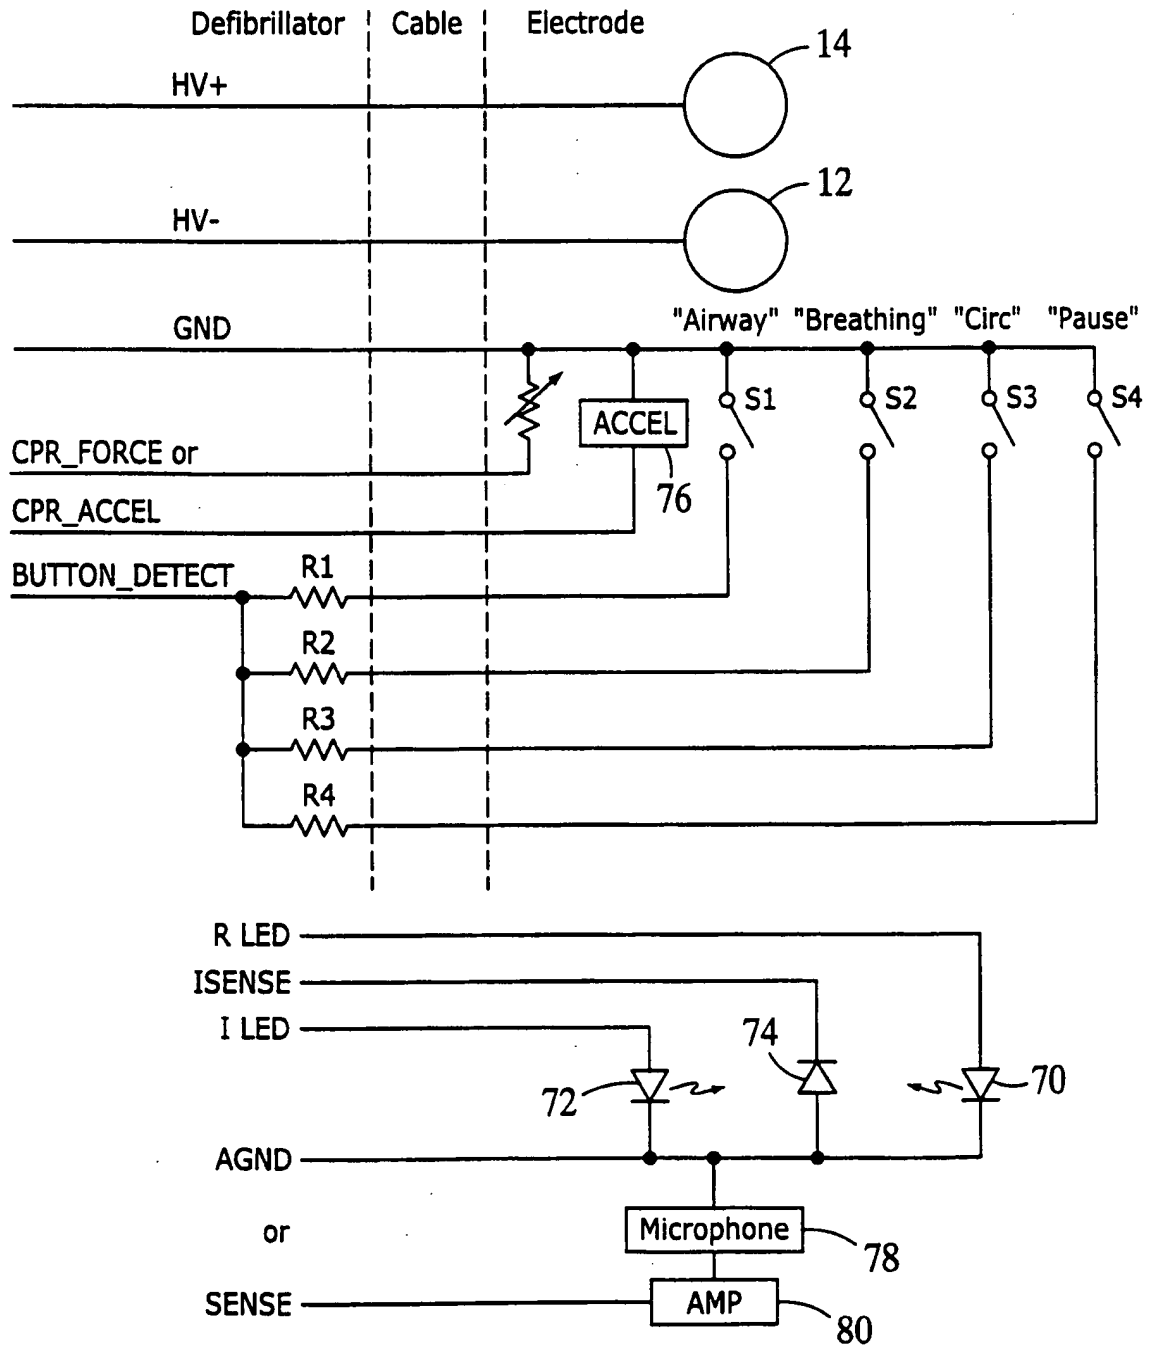 Defibrillator Cable Electrode
14
HV+
12
HV-
"Airway" "Breathing" "Circ" "Pause"
GND
S1 S2 S3 S4
ACCEL
CPR_FORCE or
76
CPR_ACCEL
R1
BUTTON_DETECT
R2
R3
R4
R LED
ISENSE
I LED
74
70
72
AGND
Microphone
or
78
SENSE
AMP
80